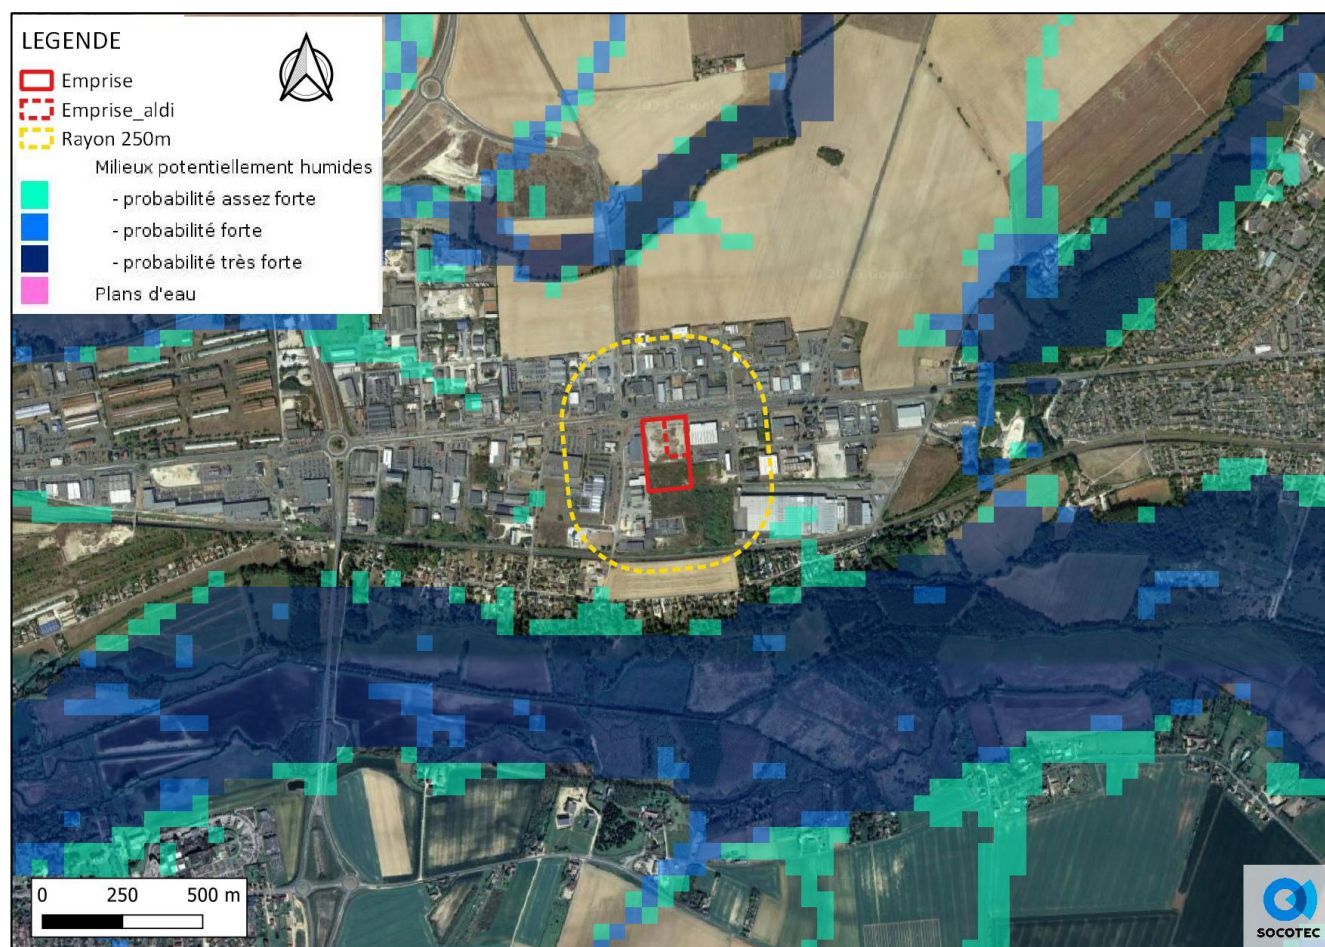 LEGENDE
Emprise
Emprise_aldi
Rayon 250m
Milieux potentiellement humides
- probabilité assez forte
- probabilité forte
- probabilité très forte
Plans d'eau
0 250 500 m
SOCOTEC